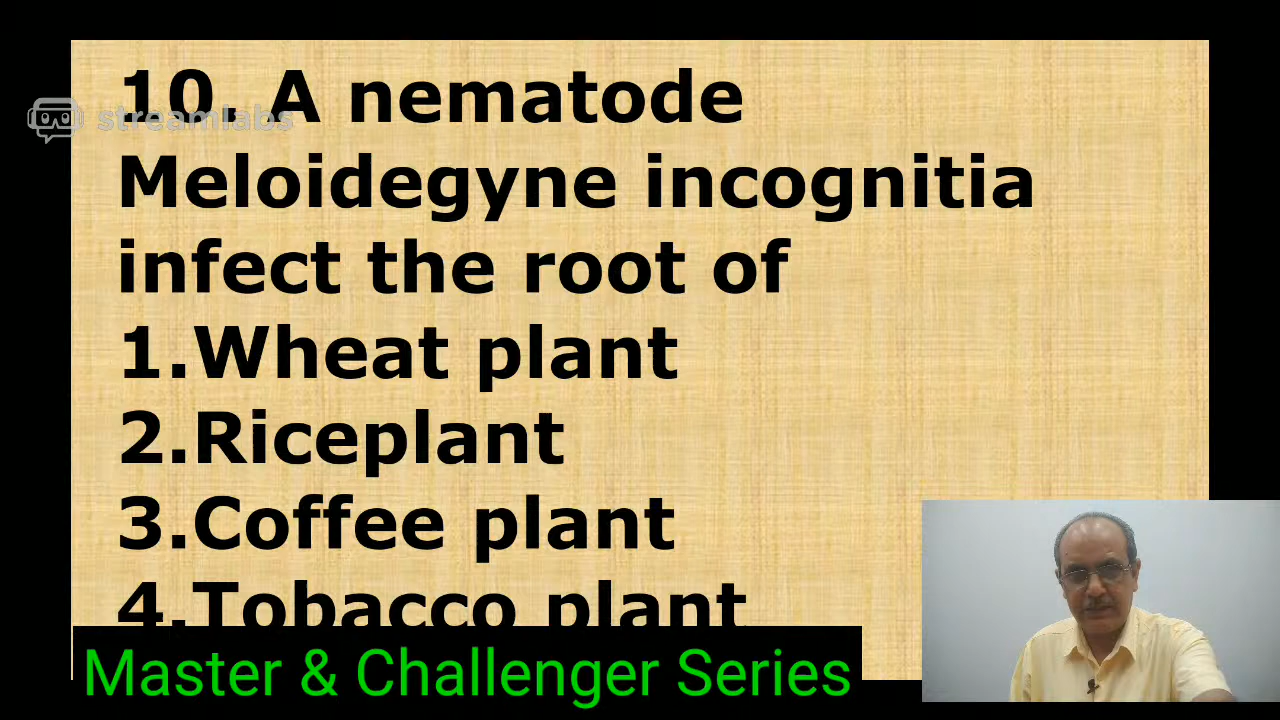 10. A nematode
streamlabs
Meloidegyne incognitia
infect the root of
1.Wheat plant
2.Riceplant
3.Coffee plant
4.Tobacco plant
Master & Challenger Series